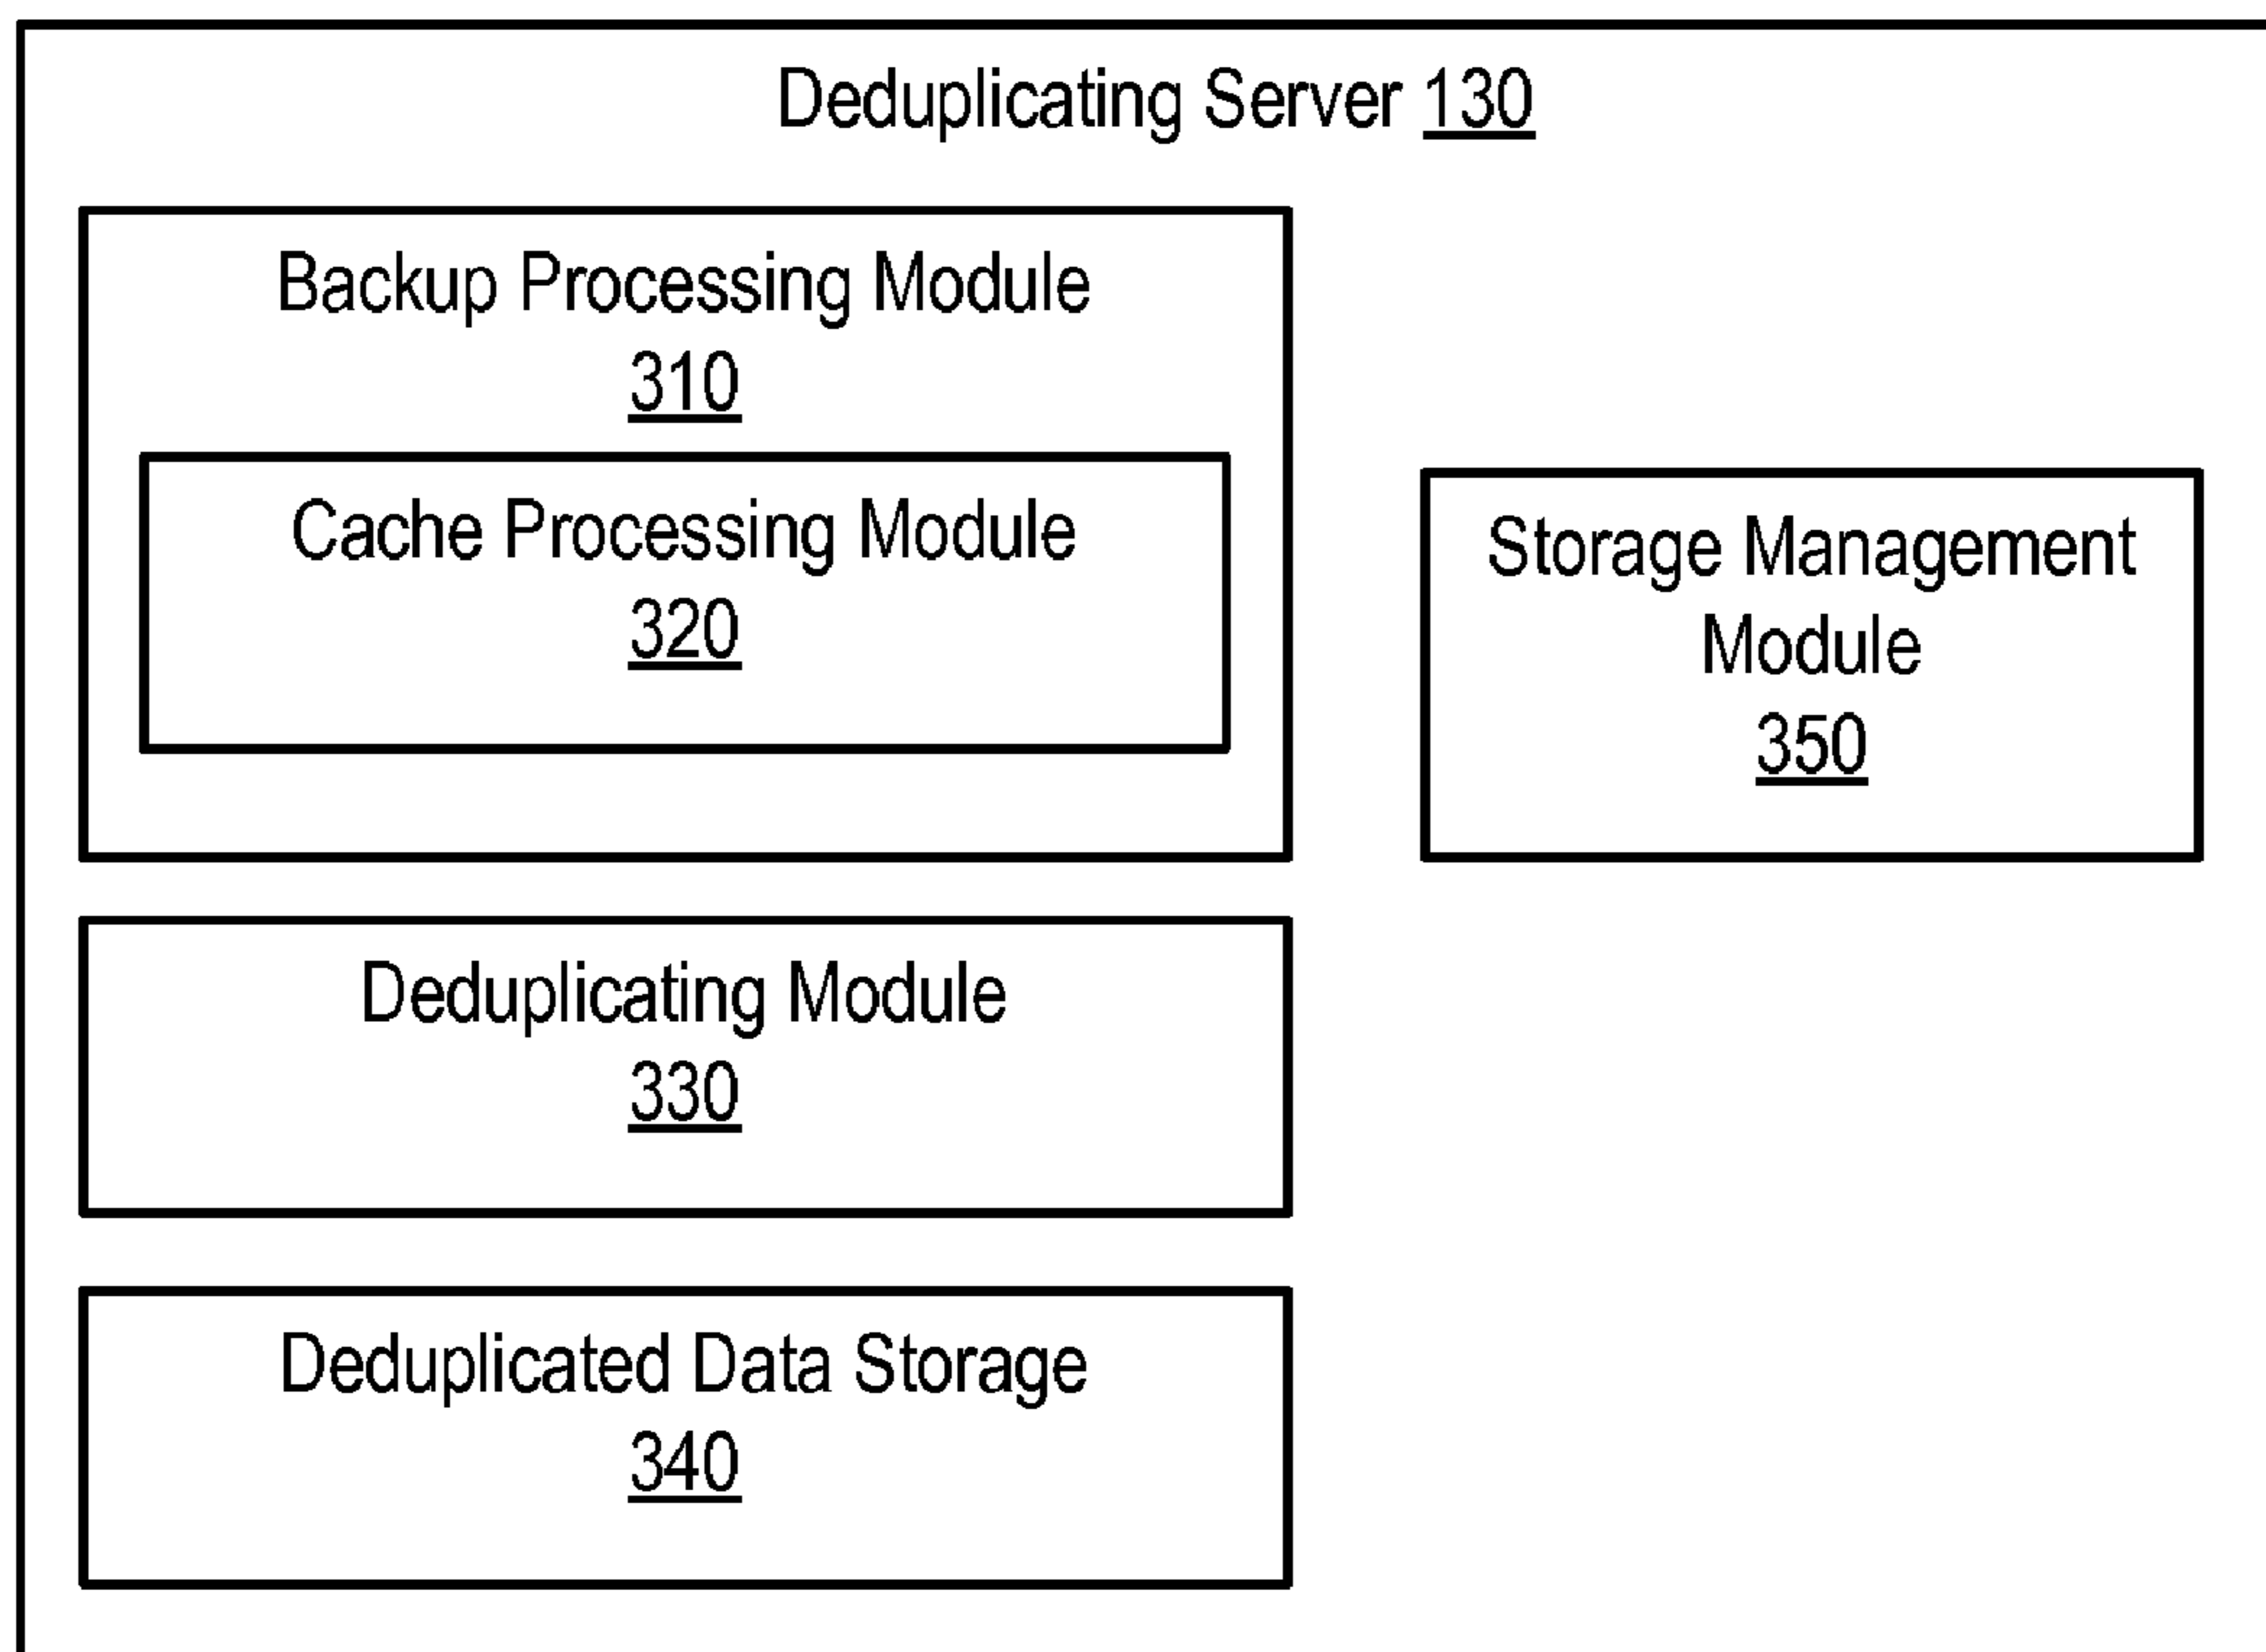 Deduplicating Server 130
Backup Processing Module
310
Cache Processing Module
320
Storage Management
Module
350
Deduplicating Module
330
Deduplicated Data Storage
340